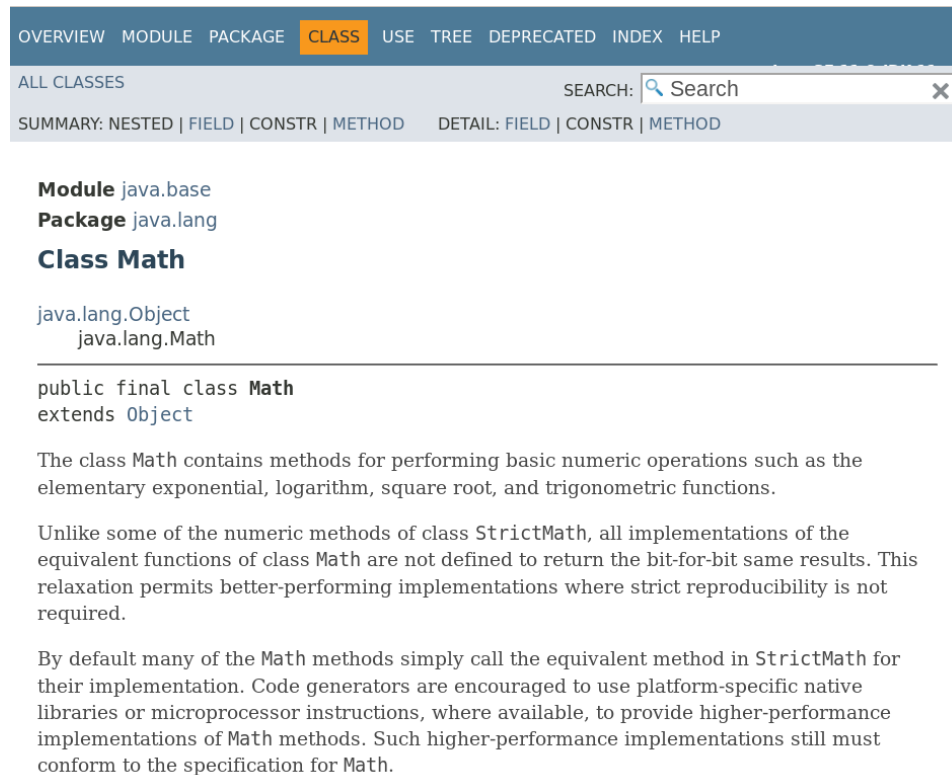 OVERVIEW MODULE PACKAGE CLASS USE TREE DEPRECATED INDEX HELP
ALL CLASSES
SEARCH: Search
SUMMARY: NESTED | FIELD | CONSTR | METHOD DETAIL: FIELD | CONSTR | METHOD
Module java.base
Package java.lang
Class Math
java.lang.Object
java.lang.Math
public final class Math
extends Object
The class Math contains methods for performing basic numeric operations such as the
elementary exponential, logarithm, square root, and trigonometric functions.
Unlike some of the numeric methods of class StrictMath, all implementations of the
equivalent functions of class Math are not defined to return the bit-for-bit same results. This
relaxation permits better-performing implementations where strict reproducibility is not
required.
By default many of the Math methods simply call the equivalent method in StrictMath for
their implementation. Code generators are encouraged to use platform-specific native
libraries or microprocessor instructions, where available, to provide higher-performance
implementations of Math methods. Such higher-performance implementations still must
conform to the specification for Math.